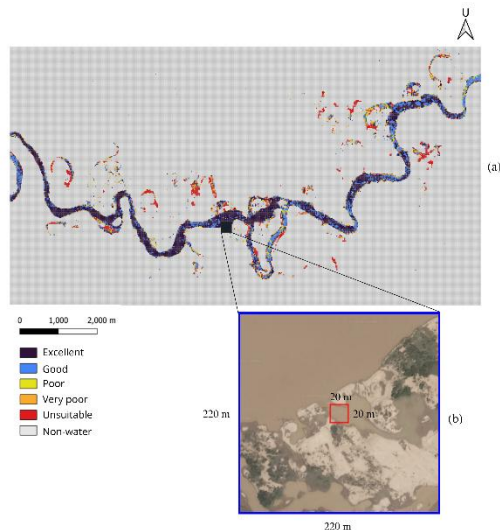 U
(a)
0 1,000 2,000 m
Excellent
Good
Poor
Very poor
Unsuitable
Non-water
20 m
20 m
220 m
(b)
220 m